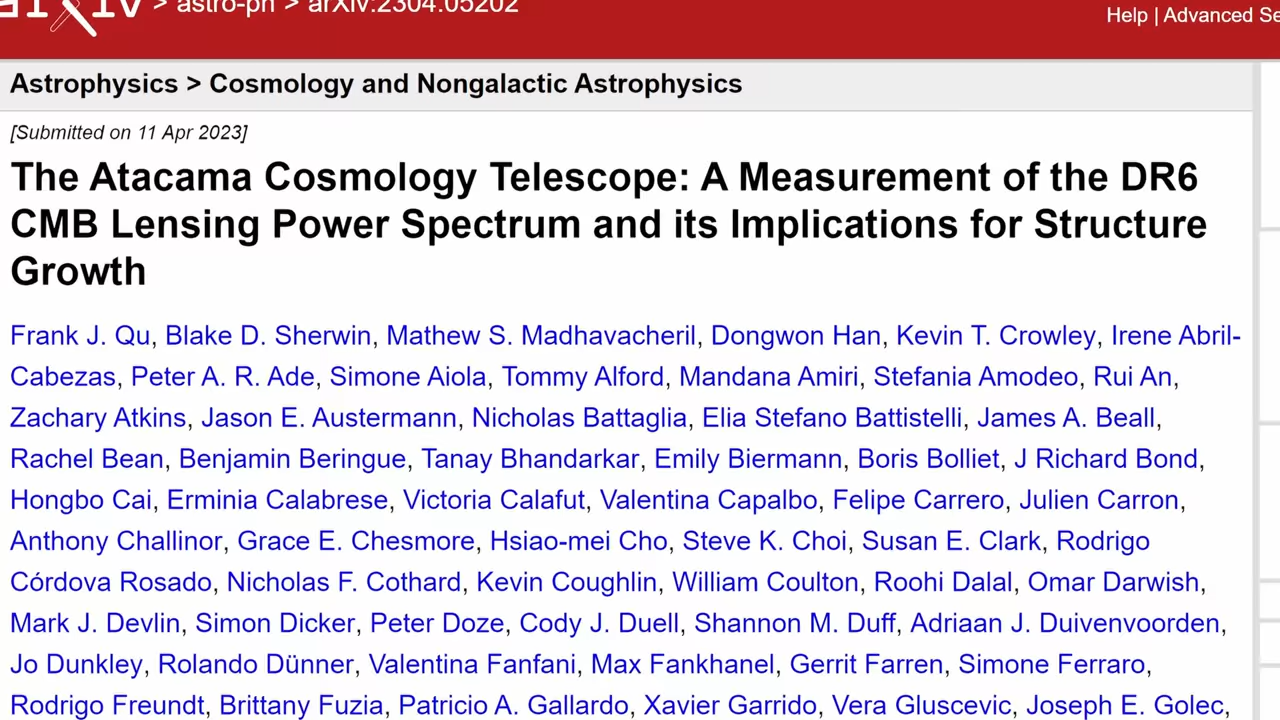 arXiv > astro-ph > arXiv:2304.05202
Help | Advanced Se
Astrophysics > Cosmology and Nongalactic Astrophysics
[Submitted on 11 Apr 2023]
The Atacama Cosmology Telescope: A Measurement of the DR6
CMB Lensing Power Spectrum and its Implications for Structure
Growth
Frank J. Qu, Blake D. Sherwin, Mathew S. Madhavacheril, Dongwon Han, Kevin T. Crowley, Irene Abril-
Cabezas, Peter A. R. Ade, Simone Aiola, Tommy Alford, Mandana Amiri, Stefania Amodeo, Rui An,
Zachary Atkins, Jason E. Austermann, Nicholas Battaglia, Elia Stefano Battistelli, James A. Beall,
Rachel Bean, Benjamin Beringue, Tanay Bhandarkar, Emily Biermann, Boris Bolliet, J Richard Bond,
Hongbo Cai, Erminia Calabrese, Victoria Calafut, Valentina Capalbo, Felipe Carrero, Julien Carron,
Anthony Challinor, Grace E. Chesmore, Hsiao-mei Cho, Steve K. Choi, Susan E. Clark, Rodrigo
Córdova Rosado, Nicholas F. Cothard, Kevin Coughlin, William Coulton, Roohi Dalal, Omar Darwish,
Mark J. Devlin, Simon Dicker, Peter Doze, Cody J. Duell, Shannon M. Duff, Adriaan J. Duivenvoorden,
Jo Dunkley, Rolando Dünner, Valentina Fanfani, Max Fankhanel, Gerrit Farren, Simone Ferraro,
Rodrigo Freundt, Brittany Fuzia, Patricio A. Gallardo, Xavier Garrido, Vera Gluscevic, Joseph E. Golec,